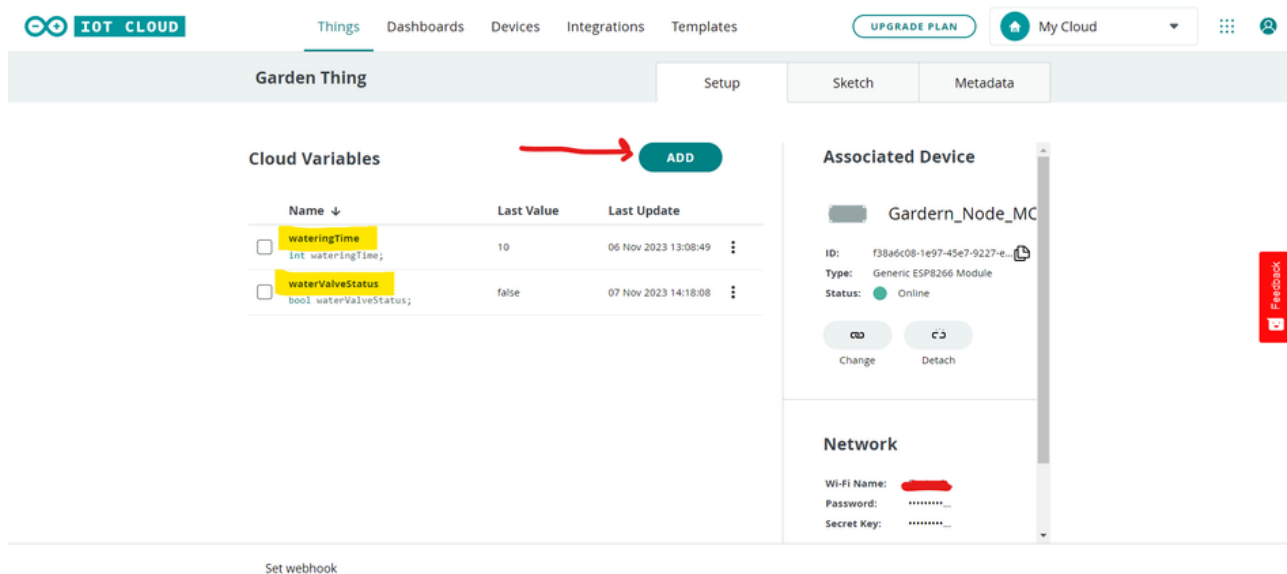 IOT CLOUD Things Dashboards Devices Integrations Templates UPGRADE PLAN My Cloud
Garden Thing Setup Sketch Metadata
Cloud Variables ADD
Name ↓ Last Value Last Update
wateringTime
int wateringTime;
10 06 Nov 2023 13:08:49
waterValveStatus
bool waterValveStatus;
false 07 Nov 2023 14:18:08
Associated Device
Gardern_Node_MC
ID: f38a6c08-1e97-45e7-9227-e...
Type: Generic ESP8266 Module
Status: Online
Change Detach
Network
Wi-Fi Name:
Password: ·········...
Secret Key: ·········...
Feedback
Set webhook